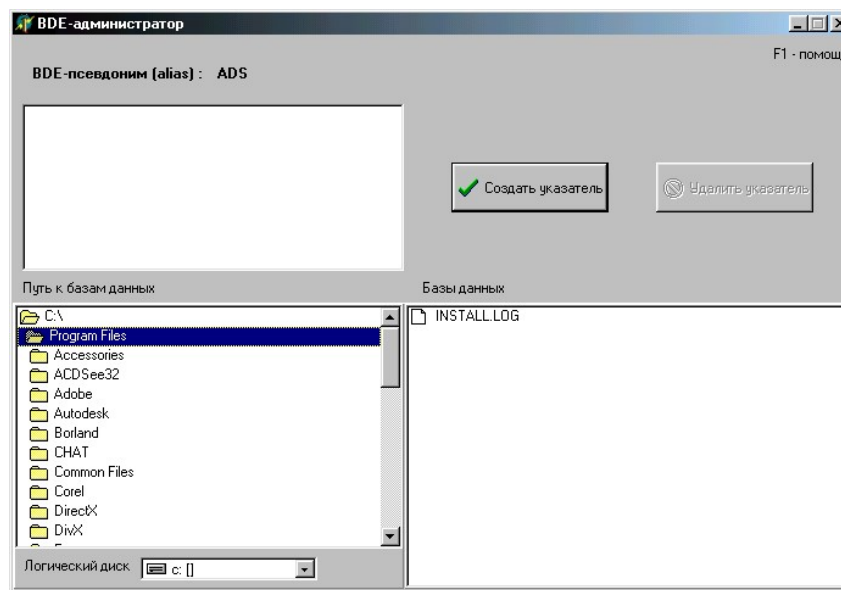 BDE-администратор
F1 - помощ
BDE-псевдоним (alias) : ADS
Создать указатель
Удалить указатель
Путь к базам данных
Базы данных
C:\
Program Files
Accessories
ACDSee32
Adobe
Autodesk
Borland
CHAT
Common Files
Corel
DirectX
DivX
INSTALL.LOG
Логический диск
c: []